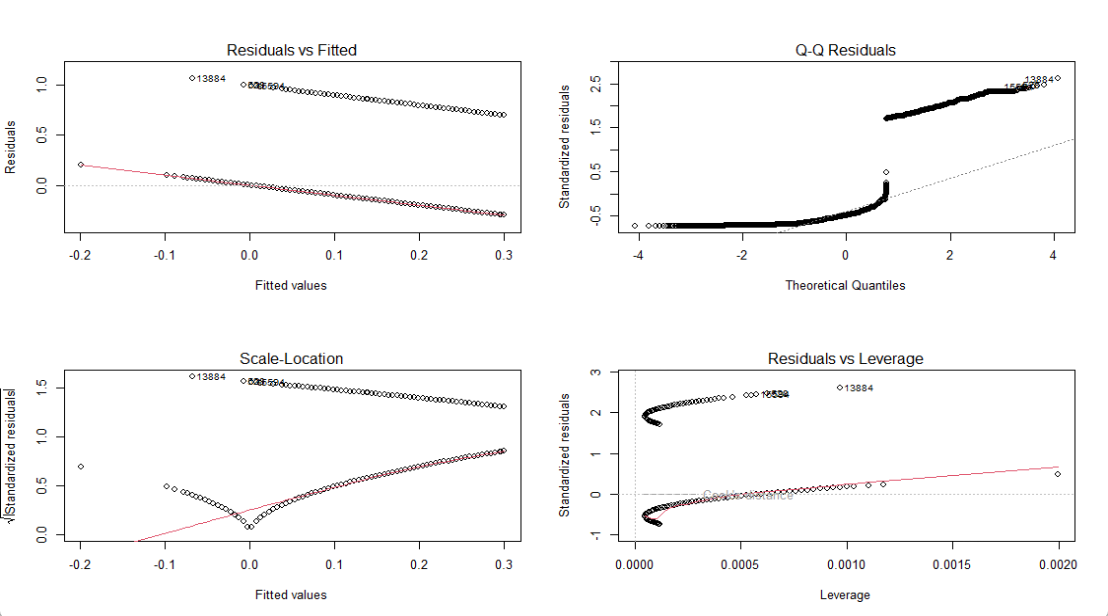 Residuals vs Fitted
Residuals
1.0
0.5
0.0
13884
-0.2 -0.1 0.0 0.1 0.2 0.3
Fitted values
Q-Q Residuals
Standardized residuals
2.5
1.5
0.5
-0.5
13884
-4 -2 0 2 4
Theoretical Quantiles
Scale-Location
√|Standardized residuals|
1.5
1.0
0.5
0.0
13884
-0.2 -0.1 0.0 0.1 0.2 0.3
Fitted values
Residuals vs Leverage
Standardized residuals
3
2
1
0
-1
13884
Cook's distance
0.0000 0.0005 0.0010 0.0015 0.0020
Leverage